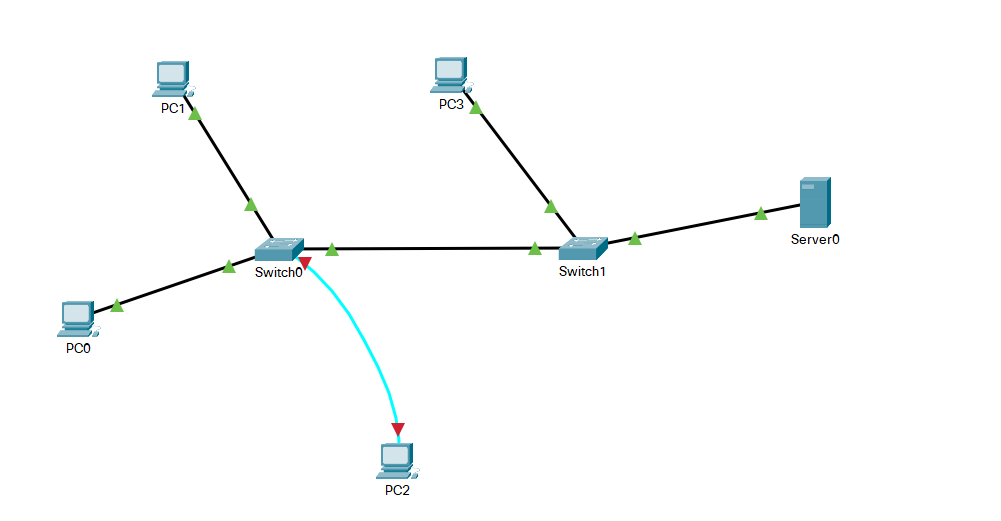 PC1
PC3
Server0
Switch0
Switch1
PC0
PC2